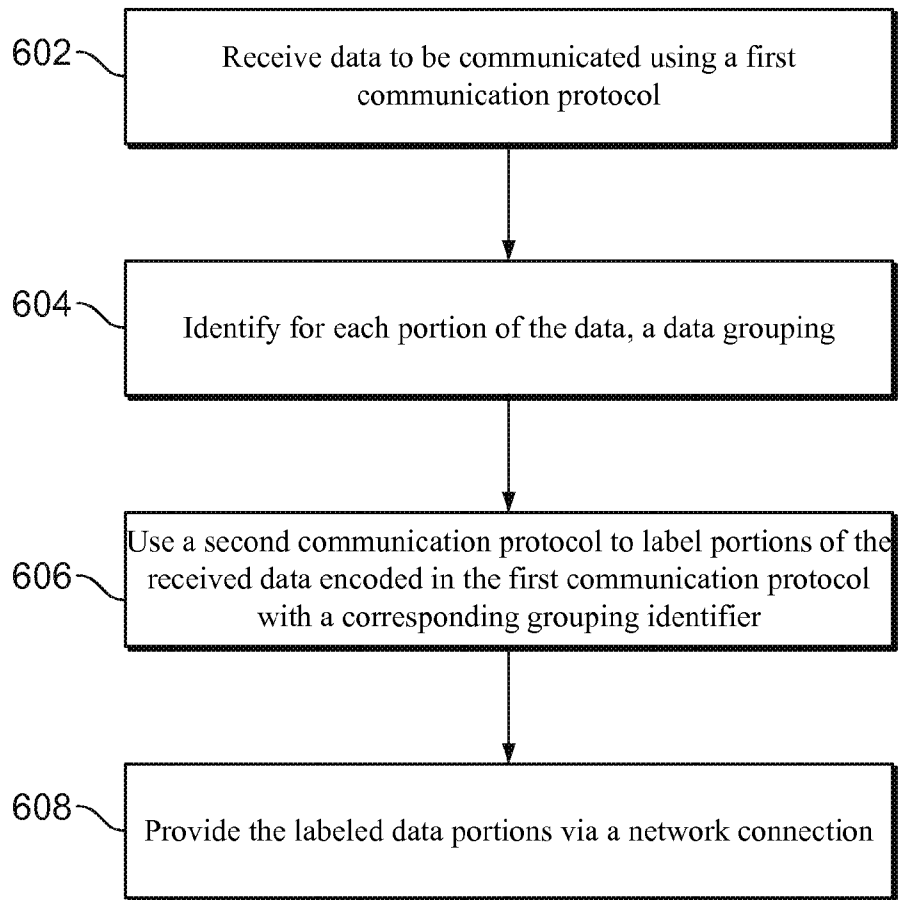 602
Receive data to be communicated using a first
communication protocol
604
Identify for each portion of the data, a data grouping
606
Use a second communication protocol to label portions of the
received data encoded in the first communication protocol
with a corresponding grouping identifier
608
Provide the labeled data portions via a network connection